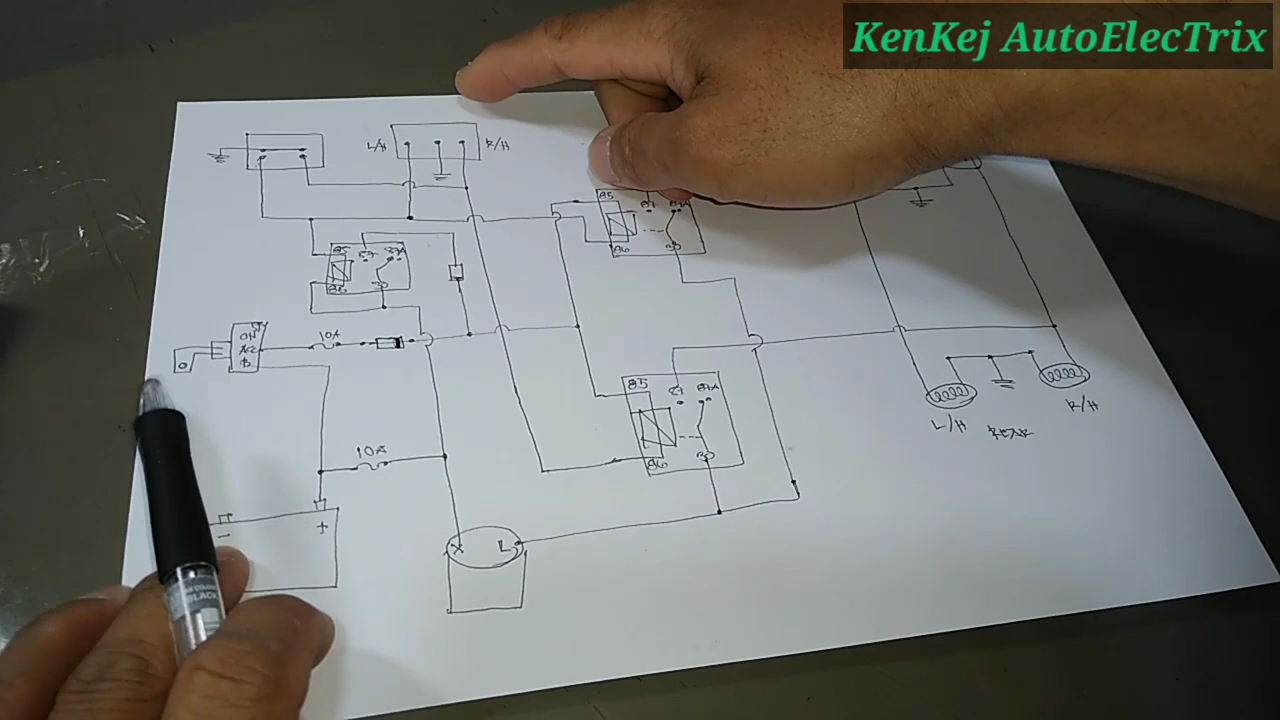 KenKej AutoElecTrix
L/H
R/H
85
87
87A
86
30
85
87
87A
86
30
ON
ACC
B
10A
10A
-
+
85
87
87A
86
30
X
L
L/H
REAR
R/H
BLACK